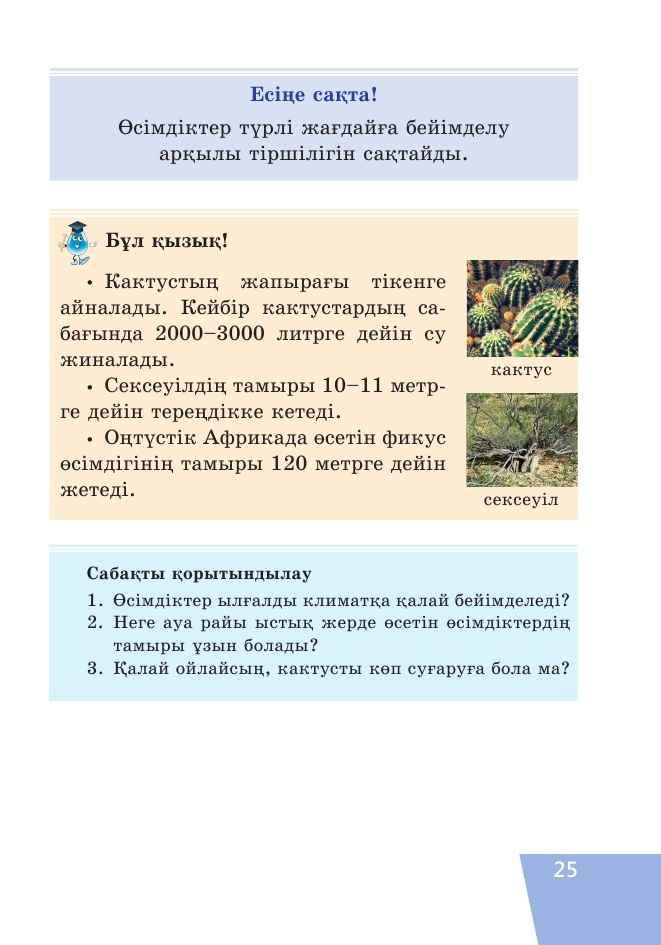 Есіңе сақта!
Өсімдіктер түрлі жағдайға бейімделу
арқылы тіршілігін сақтайды.
Бұл қызық!
• Кактустың жапырағы тікенге
айналады. Кейбір кактустардың са-
бағында 2000–3000 литрге дейін су
жиналады.
• Сексеуілдің тамыры 10–11 метр-
ге дейін тереңдікке кетеді.
• Оңтүстік Африкада өсетін фикус
өсімдігінің тамыры 120 метрге дейін
жетеді.
кактус
сексеуіл
Сабақты қорытындылау
1. Өсімдіктер ылғалды климатқа қалай бейімделеді?
2. Неге ауа райы ыстық жерде өсетін өсімдіктердің
тамыры ұзын болады?
3. Қалай ойлайсың, кактусты көп суғаруға бола ма?
25